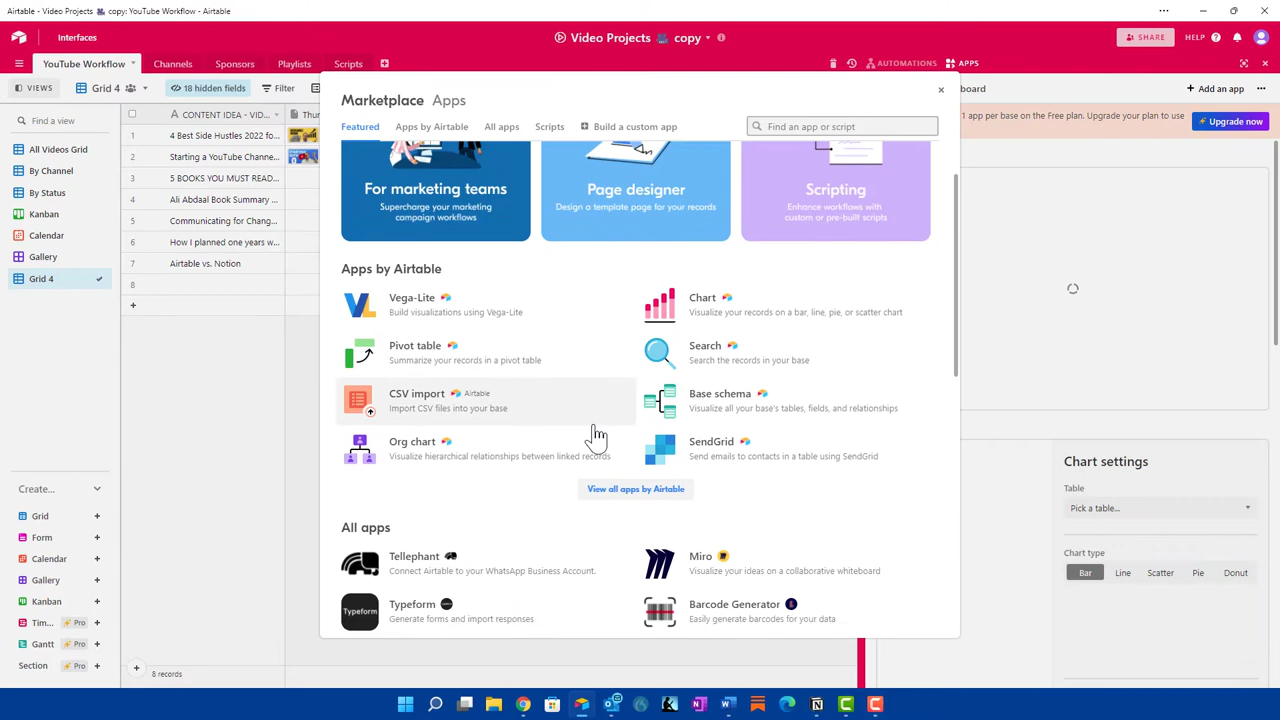 Airtable - Video Projects 🎥 copy: YouTube Workflow - Airtable
Interfaces
Video Projects 🎥 copy
SHARE
HELP
YouTube Workflow
Channels
Sponsors
Playlists
Scripts
AUTOMATIONS
APPS
VIEWS
Grid 4
18 hidden fields
Filter
board
Add an app
Find a view
All Videos Grid
By Channel
By Status
Kanban
Calendar
Gallery
Grid 4
CONTENT IDEA - VID...
Thur
1 4 Best Side Hustles 2022 fo...
2 Starting a YouTube Channe...
3 5 BOOKS YOU MUST READ...
4 Ali Abdaal Book Summary ...
5 Communicating for Chang...
6 How I planned one years w...
7 Airtable vs. Notion
8
Create...
Grid
Form
Calendar
Gallery
Kanban
Tim... Pro
Gantt Pro
Section Pro
8 records
Marketplace Apps
Featured
Apps by Airtable
All apps
Scripts
Build a custom app
Find an app or script
For marketing teams
Supercharge your marketing
campaign workflows
Page designer
Design a template page for your records
Scripting
Enhance workflows with
custom or pre-built scripts
Apps by Airtable
Vega-Lite
Build visualizations using Vega-Lite
Chart
Visualize your records on a bar, line, pie, or scatter chart
Pivot table
Summarize your records in a pivot table
Search
Search the records in your base
CSV import Airtable
Import CSV files into your base
Base schema
Visualize all your base's tables, fields, and relationships
Org chart
Visualize hierarchical relationships between linked records
SendGrid
Send emails to contacts in a table using SendGrid
View all apps by Airtable
All apps
Tellephant
Connect Airtable to your WhatsApp Business Account.
Miro
Visualize your ideas on a collaborative whiteboard
Typeform
Typeform
Generate forms and import responses
Barcode Generator
Easily generate barcodes for your data
1 app per base on the Free plan. Upgrade your plan to use
Upgrade now
Chart settings
Table
Pick a table...
Chart type
Bar
Line
Scatter
Pie
Donut